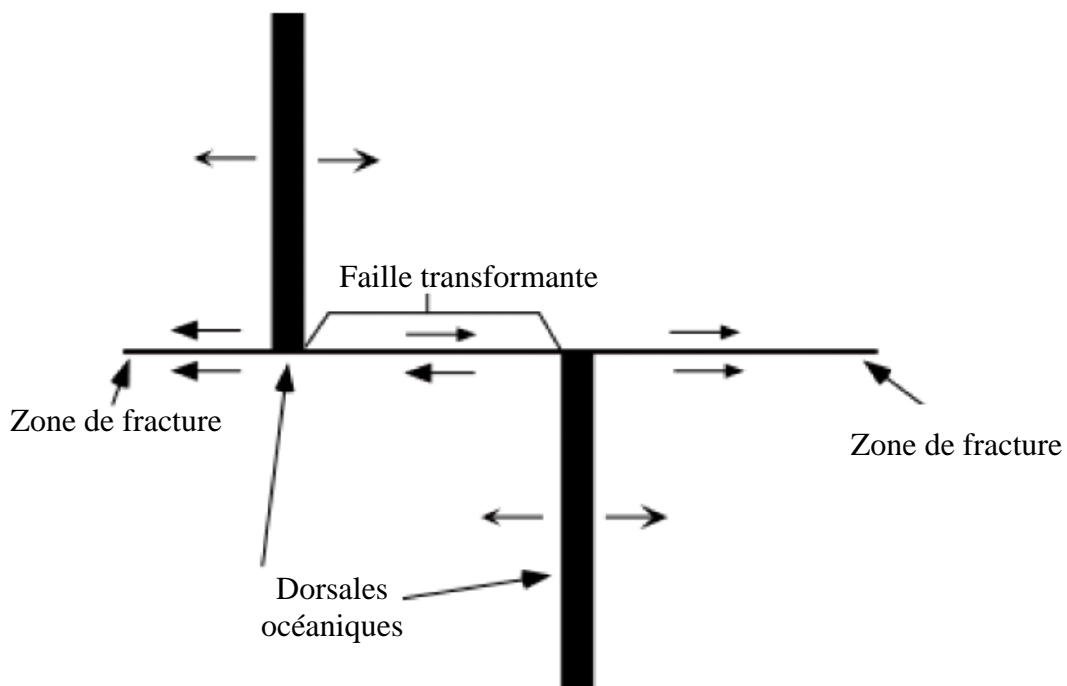 Faille transformante
Zone de fracture
Zone de fracture
Dorsales
océaniques